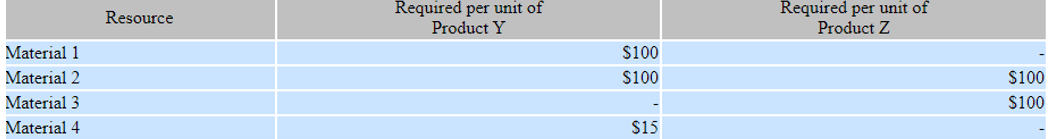 Resource Required per unit of Product Y Required per unit of Product Z
Material 1 $100 -
Material 2 $100 $100
Material 3 - $100
Material 4 $15 -